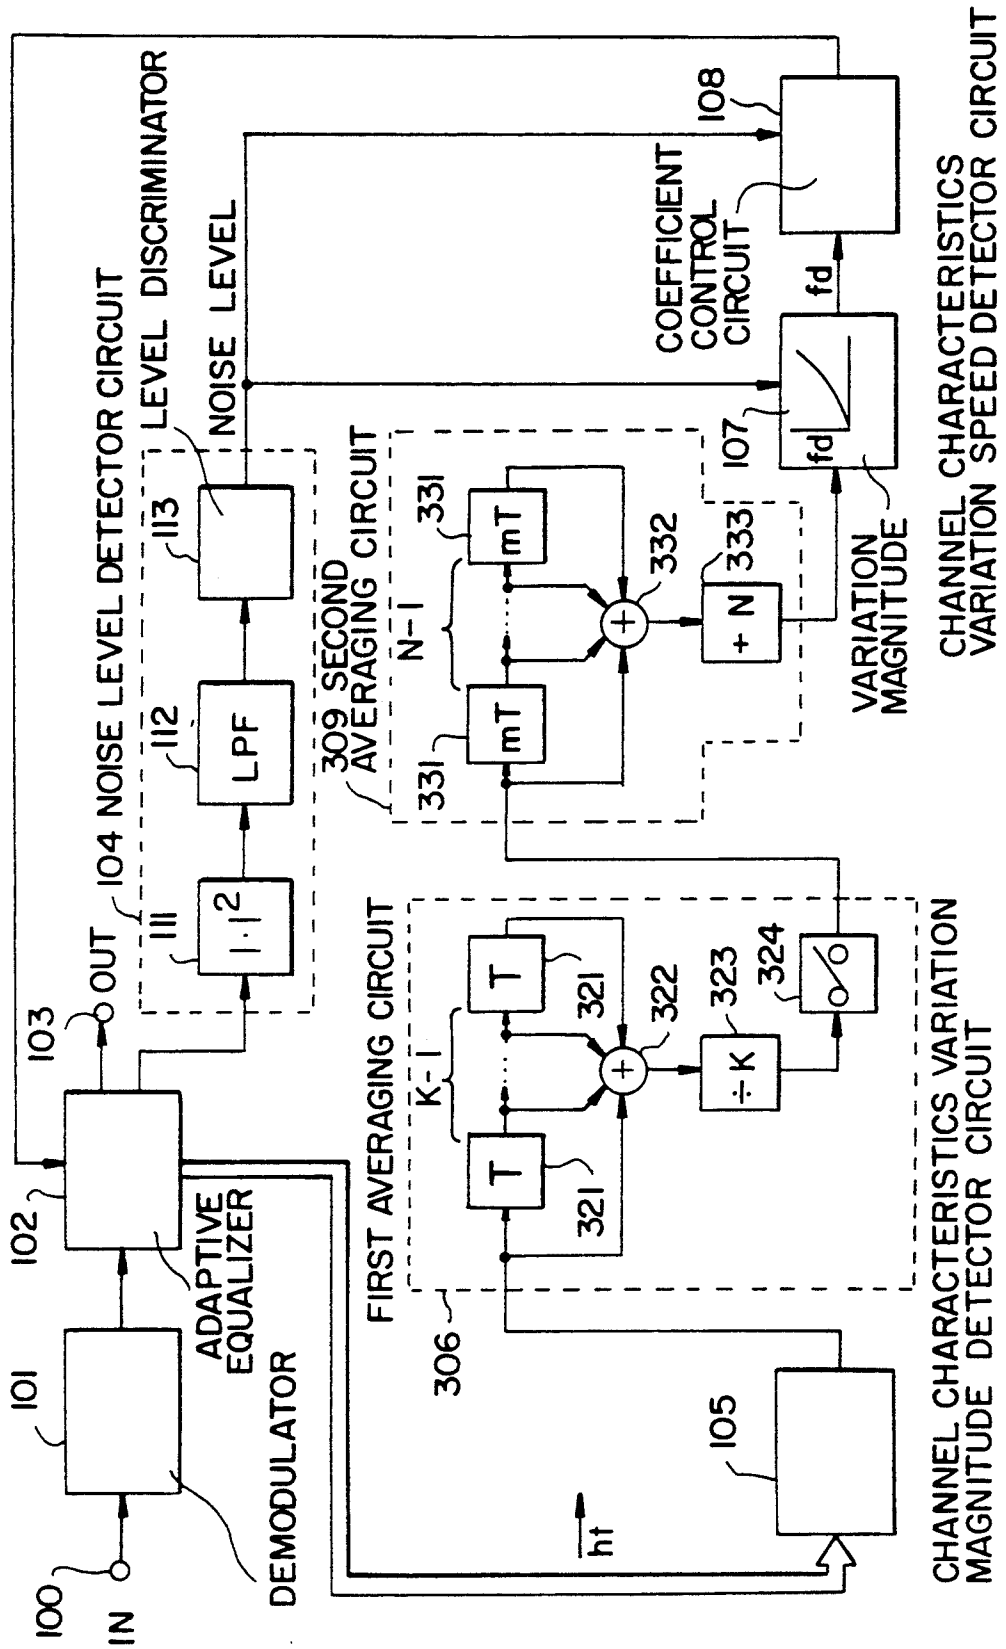 100
IN
101
DEMODULATOR
102
ADAPTIVE
EQUALIZER
103
OUT
104 NOISE LEVEL DETECTOR CIRCUIT
111
|·|2
112
LPF
113
LEVEL DISCRIMINATOR
NOISE LEVEL
ht
105
CHANNEL CHARACTERISTICS VARIATION
MAGNITUDE DETECTOR CIRCUIT
306
FIRST AVERAGING CIRCUIT
K-1
T
321
...
T
321
+
322
÷K
323
324
309 SECOND
AVERAGING CIRCUIT
N-1
331
mT
...
331
mT
+
332
+ N
333
VARIATION
MAGNITUDE
107
fd
fd
CHANNEL CHARACTERISTICS
VARIATION SPEED DETECTOR CIRCUIT
COEFFICIENT
CONTROL
CIRCUIT
108